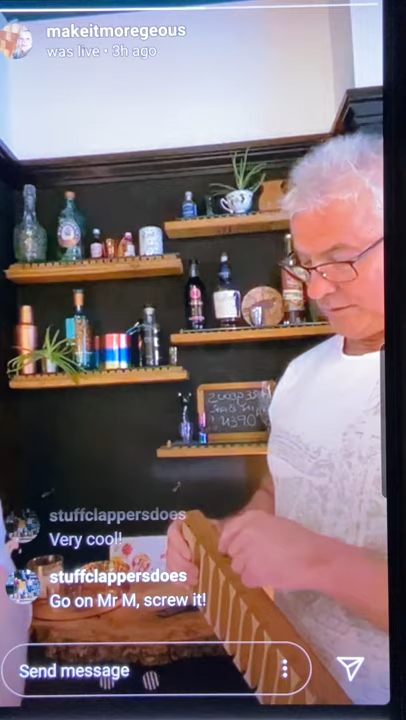 makeitmoregeous
was live • 3h ago
stuffclappersdoes
Very cool!
stuffclappersdoes
Go on Mr M, screw it!
Send message